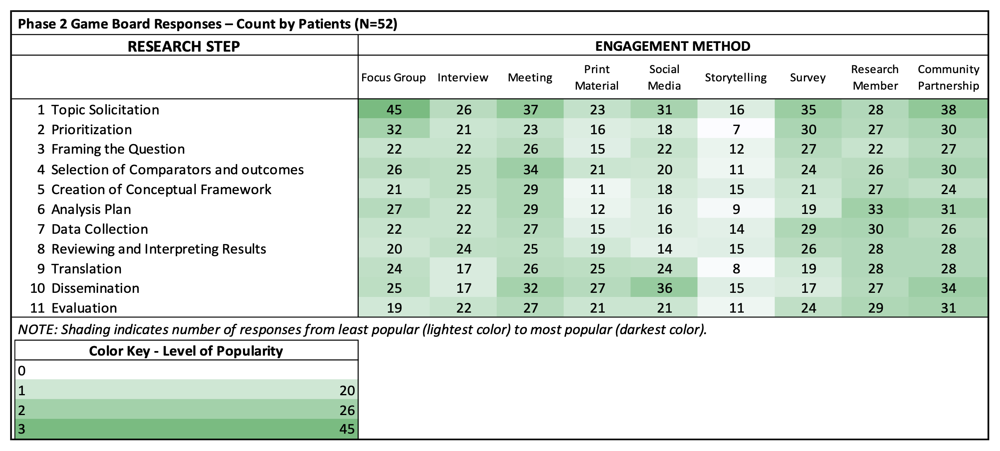 Phase 2 Game Board Responses – Count by Patients (N=52)
RESEARCH STEP ENGAGEMENT METHOD
Focus Group Interview Meeting Print Material Social Media Storytelling Survey Research Member Community Partnership
1 Topic Solicitation 45 26 37 23 31 16 35 28 38
2 Prioritization 32 21 23 16 18 7 30 27 30
3 Framing the Question 22 22 26 15 22 12 27 22 27
4 Selection of Comparators and outcomes 26 25 34 21 20 11 24 26 30
5 Creation of Conceptual Framework 21 25 29 11 18 15 21 27 24
6 Analysis Plan 27 22 29 12 16 9 19 33 31
7 Data Collection 22 22 27 15 16 14 29 30 26
8 Reviewing and Interpreting Results 20 24 25 19 14 15 26 28 28
9 Translation 24 17 26 25 24 8 19 28 28
10 Dissemination 25 17 32 27 36 15 17 27 34
11 Evaluation 19 22 27 21 21 11 24 29 31
NOTE: Shading indicates number of responses from least popular (lightest color) to most popular (darkest color).
Color Key - Level of Popularity
0
1 20
2 26
3 45